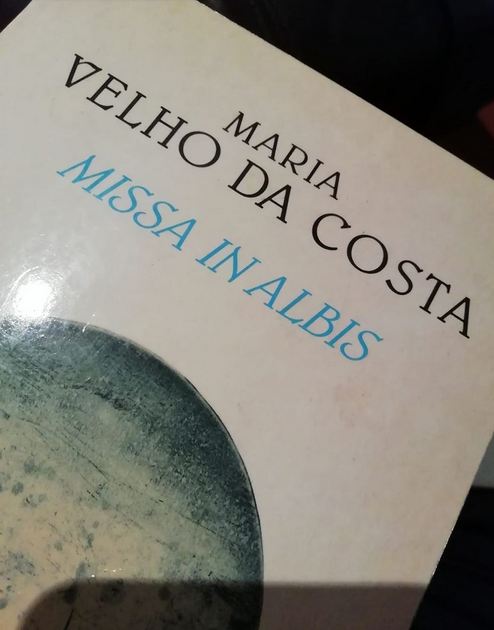 MARIA
VELHO DA COSTA
MISSA IN ALBIS